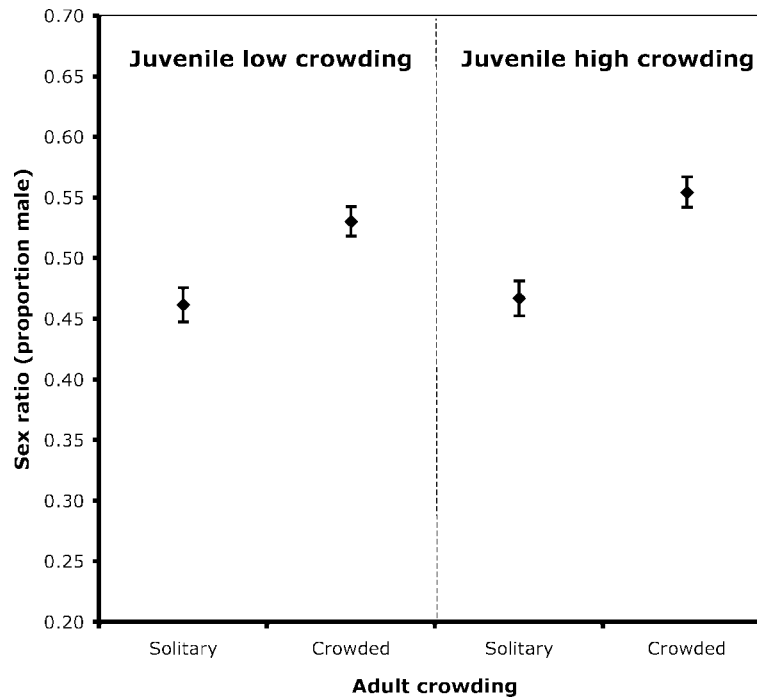 Juvenile low crowding
Juvenile high crowding
Sex ratio (proportion male)
0.70
0.65
0.60
0.55
0.50
0.45
0.40
0.35
0.30
0.25
0.20
Solitary
Crowded
Solitary
Crowded
Adult crowding